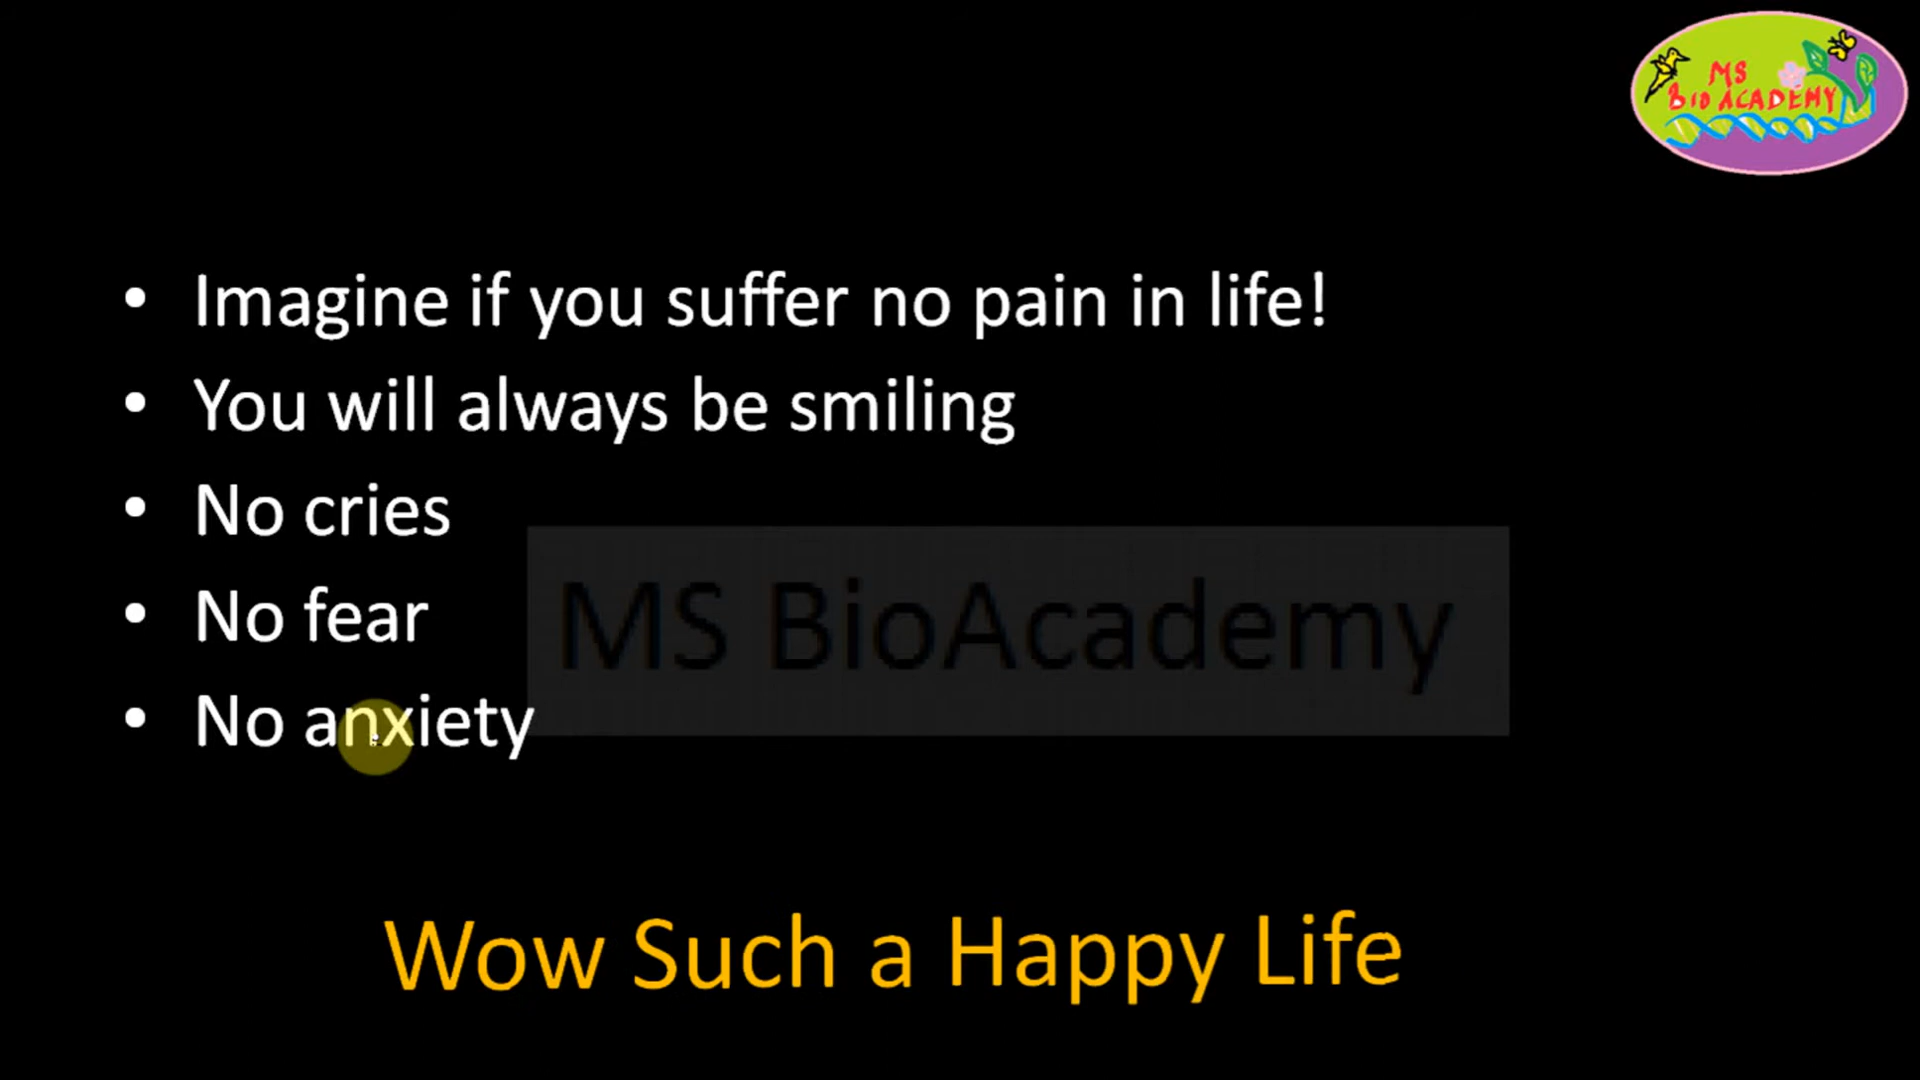 MS
BIO ACADEMY
• Imagine if you suffer no pain in life!
• You will always be smiling
• No cries
• No fear
• No anxiety
MS BioAcademy
Wow Such a Happy Life